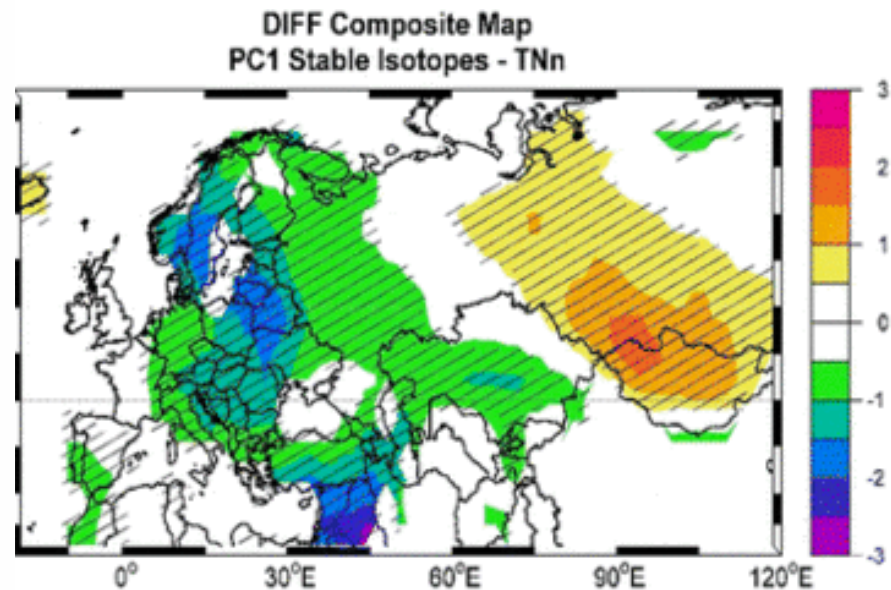 DIFF Composite Map
PC1 Stable Isotopes - TNn
3
2
1
0
-1
-2
-3
0° 30°E 60°E 90°E 120°E